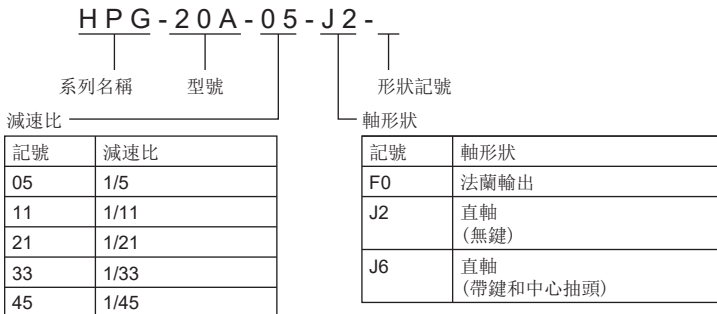 HPG-20A-05-J2-
系列名稱 型號 形狀記號
減速比 軸形狀
記號 減速比
05 1/5
11 1/11
21 1/21
33 1/33
45 1/45
記號 軸形狀
F0 法蘭輸出
J2 直軸
(無鍵)
J6 直軸
(帶鍵和中心抽頭)